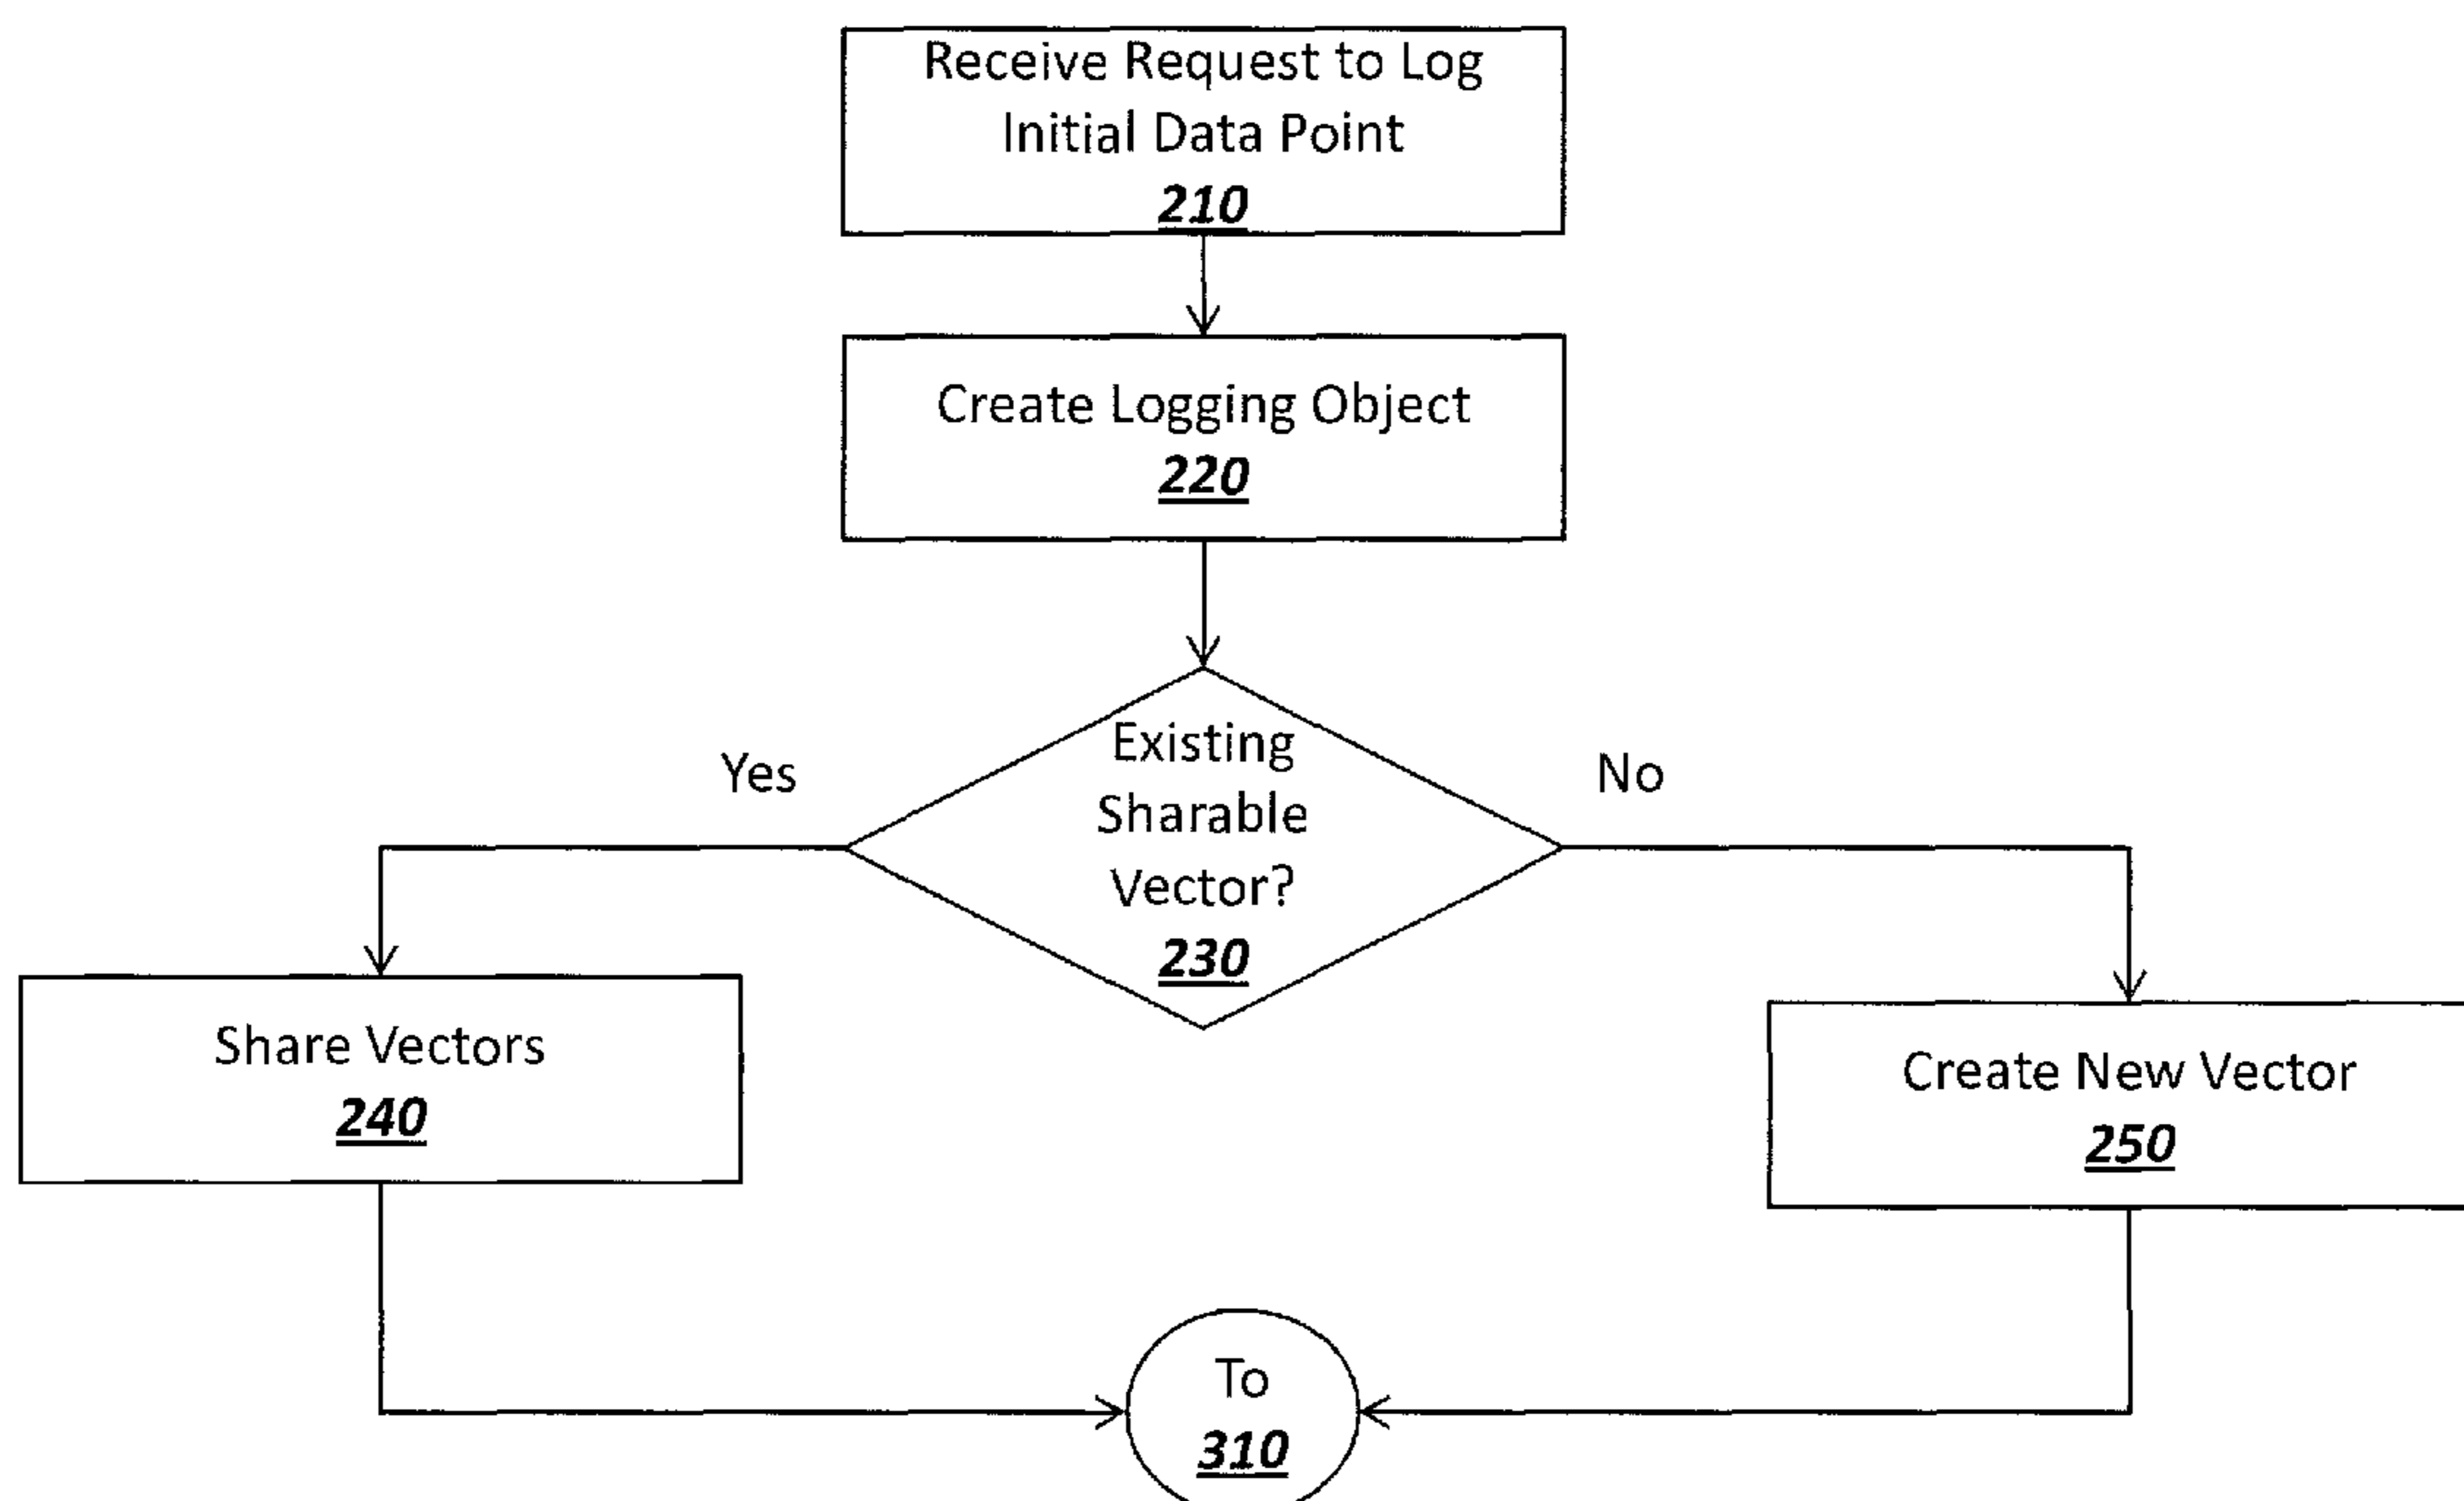 Receive Request to Log
Initial Data Point
210
Create Logging Object
220
Existing
Sharable
Vector?
230
Yes
No
Share Vectors
240
Create New Vector
250
To
310